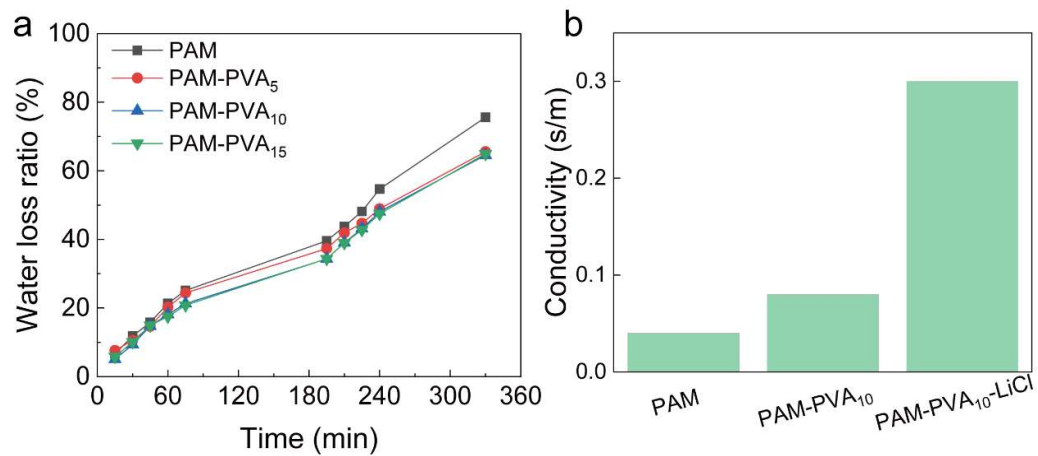 a
Water loss ratio (%)
100
80
60
40
20
0
PAM
PAM-PVA₅
PAM-PVA₁₀
PAM-PVA₁₅
0 60 120 180 240 300 360
Time (min)
b
Conductivity (s/m)
0.3
0.2
0.1
0.0
PAM
PAM-PVA₁₀
PAM-PVA₁₀-LiCl